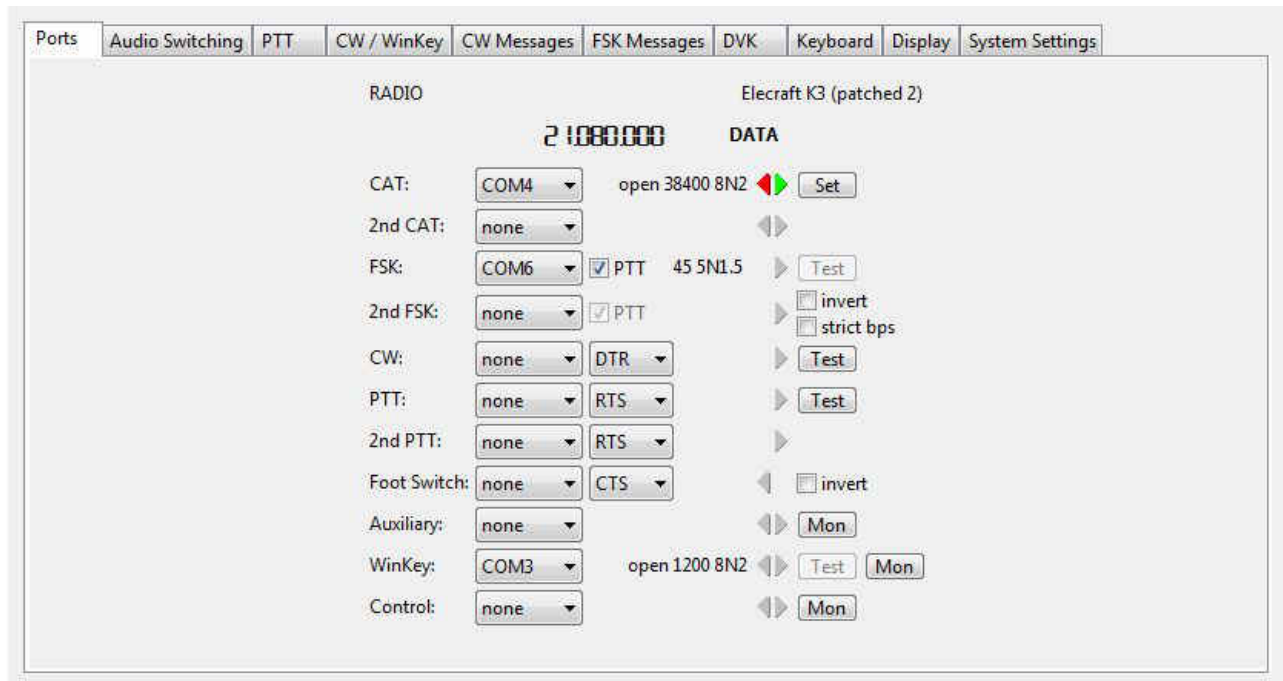 Ports Audio Switching PTT CW / WinKey CW Messages FSK Messages DVK Keyboard Display System Settings
RADIO Elecraft K3 (patched 2)
21.080.000 DATA
CAT: COM4 open 38400 8N2 Set
2nd CAT: none
FSK: COM6 PTT 45 5N1.5 Test
2nd FSK: none PTT invert
strict bps
CW: none DTR Test
PTT: none RTS Test
2nd PTT: none RTS
Foot Switch: none CTS invert
Auxiliary: none Mon
WinKey: COM3 open 1200 8N2 Test Mon
Control: none Mon